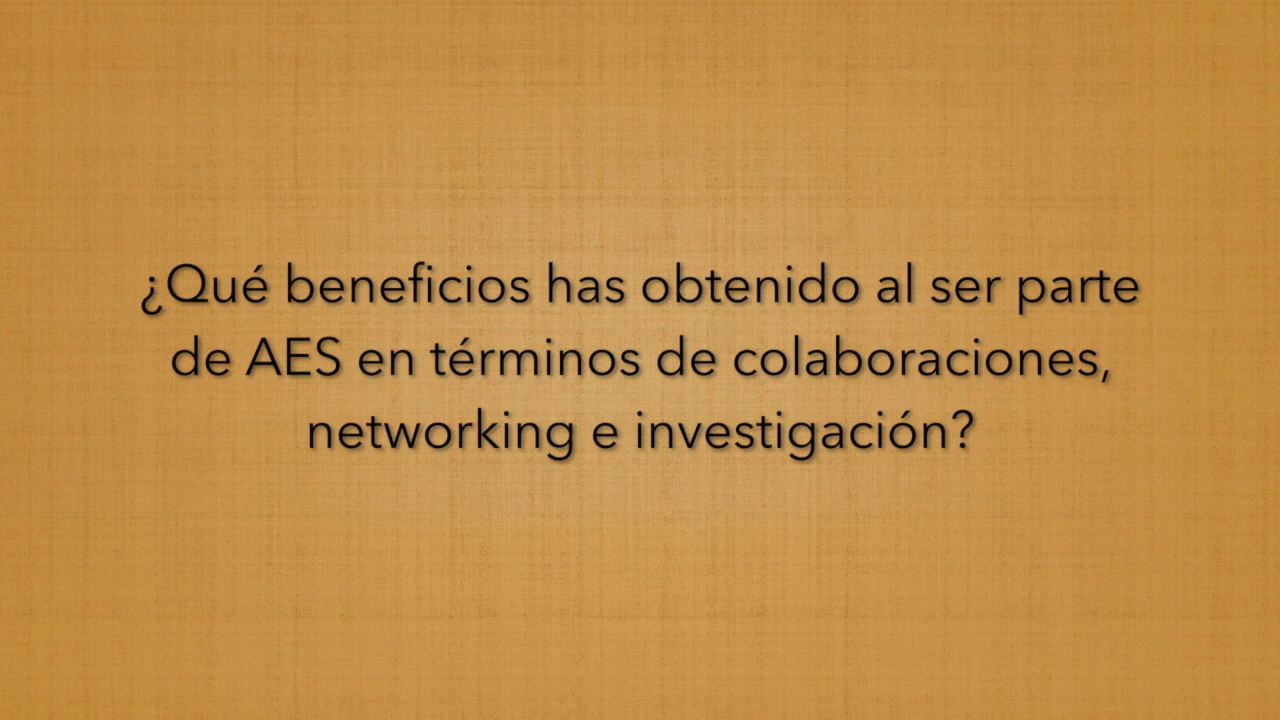 ¿Qué beneficios has obtenido al ser parte
de AES en términos de colaboraciones,
networking e investigación?